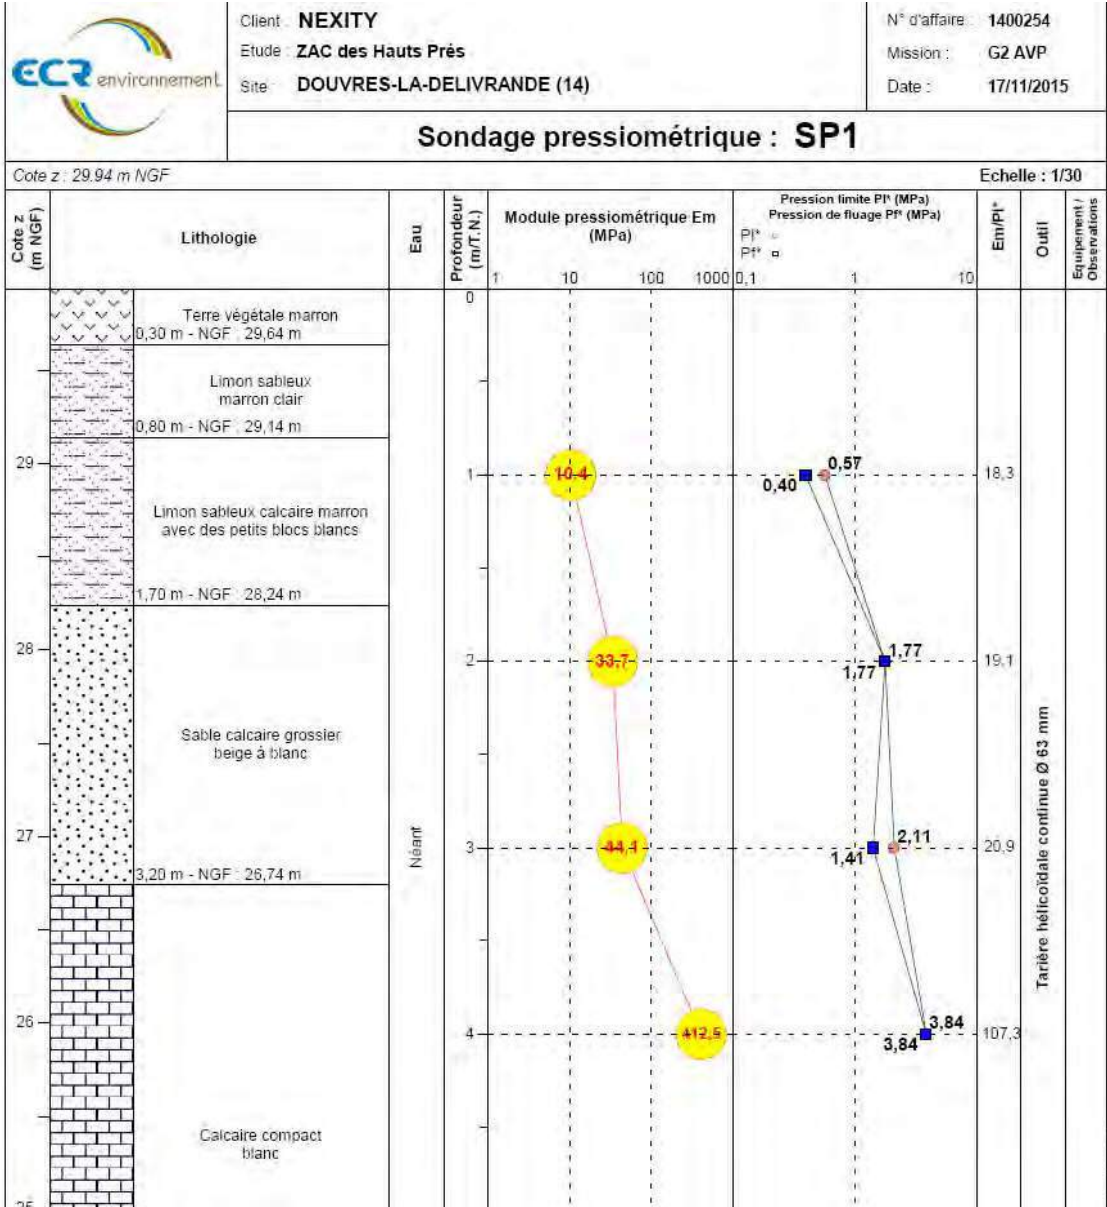 ECR environnement
Client : NEXITY
Etude : ZAC des Hauts Prés
Site : DOUVRES-LA-DELIVRANDE (14)
N° d'affaire : 1400254
Mission : G2 AVP
Date : 17/11/2015
Sondage pressiométrique : SP1
Cote z : 29.94 m NGF
Echelle : 1/30
Cote z
(m NGF)
Lithologie
Eau
Profondeur
(m/T.N.)
Module pressiométrique Em
(MPa)
1 10 100 1000
Pression limite Pl* (MPa)
Pression de fluage Pf* (MPa)
Pl*
Pf*
0,1 1 10
Em/Pl*
Outil
Equipement /
Observations
0
Terre végétale marron
0,30 m - NGF : 29,64 m
Limon sableux
marron clair
0,80 m - NGF : 29,14 m
29
1
10,4
0,40
0,57
18,3
Limon sableux calcaire marron
avec des petits blocs blancs
1,70 m - NGF : 28,24 m
28
2
33,7
1,77
1,77
19,1
Sable calcaire grossier
beige à blanc
27
Néant
3
44,1
1,41
2,11
20,9
3,20 m - NGF : 26,74 m
Tarière hélicoïdale continue Ø 63 mm
26
4
412,5
3,84
3,84
107,3
Calcaire compact
blanc
25